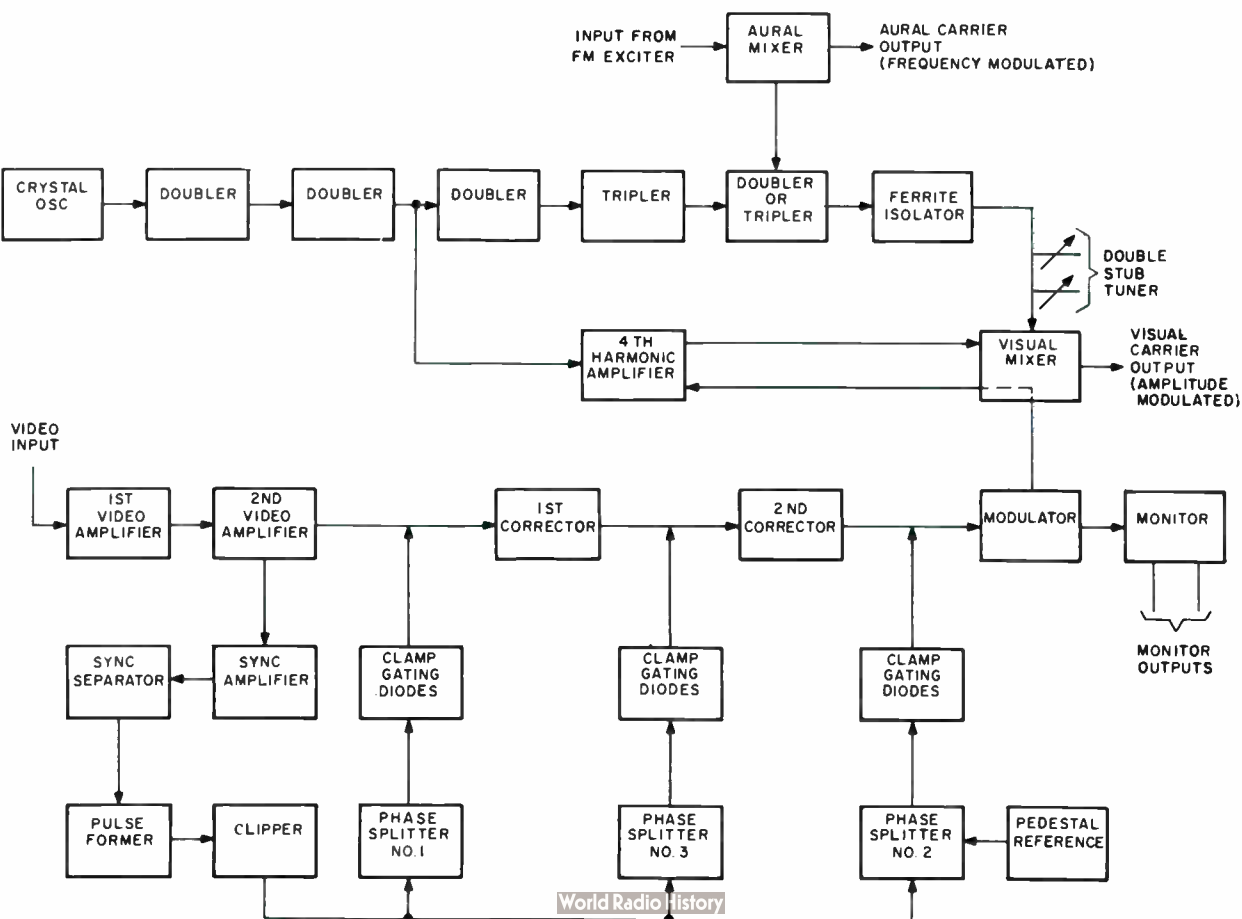 INPUT FROM
FM EXCITER
AURAL
MIXER
AURAL CARRIER
OUTPUT
(FREQUENCY MODULATED)
CRYSTAL
OSC
DOUBLER
DOUBLER
DOUBLER
TRIPLER
DOUBLER
OR
TRIPLER
FERRITE
ISOLATOR
DOUBLE
STUB
TUNER
4 TH
HARMONIC
AMPLIFIER
VISUAL
MIXER
VISUAL
CARRIER
OUTPUT
(AMPLITUDE
MODULATED)
VIDEO
INPUT
1ST
VIDEO
AMPLIFIER
2ND
VIDEO
AMPLIFIER
1ST
CORRECTOR
2ND
CORRECTOR
MODULATOR
MONITOR
MONITOR
OUTPUTS
SYNC
SEPARATOR
SYNC
AMPLIFIER
CLAMP
GATING
DIODES
CLAMP
GATING
DIODES
CLAMP
GATING
DIODES
PULSE
FORMER
CLIPPER
PHASE
SPLITTER
NO.1
PHASE
SPLITTER
NO.3
PHASE
SPLITTER
NO.2
PEDESTAL
REFERENCE
World Radio History